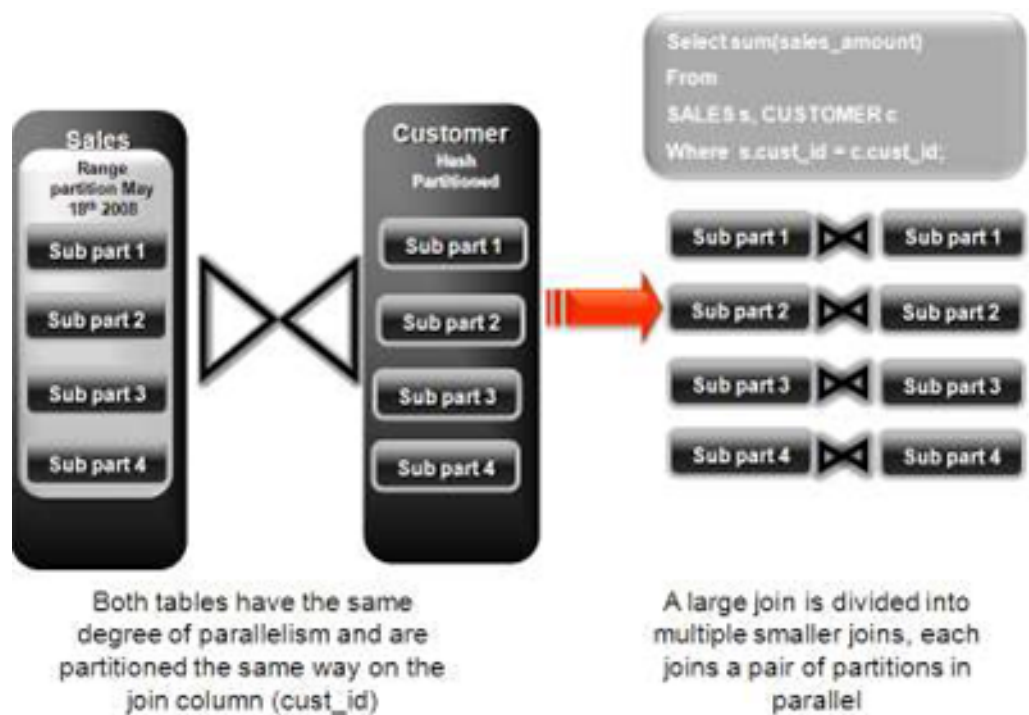 Sales
Range
partition May
18th 2008
Sub part 1
Sub part 2
Sub part 3
Sub part 4
Customer
Hash
Partitioned
Sub part 1
Sub part 2
Sub part 3
Sub part 4
Select sum(sales_amount)
From
SALES s, CUSTOMER c
Where s.cust_id = c.cust_id;
Sub part 1 Sub part 1
Sub part 2 Sub part 2
Sub part 3 Sub part 3
Sub part 4 Sub part 4
Both tables have the same
degree of parallelism and are
partitioned the same way on the
join column (cust_id)
A large join is divided into
multiple smaller joins, each
joins a pair of partitions in
parallel